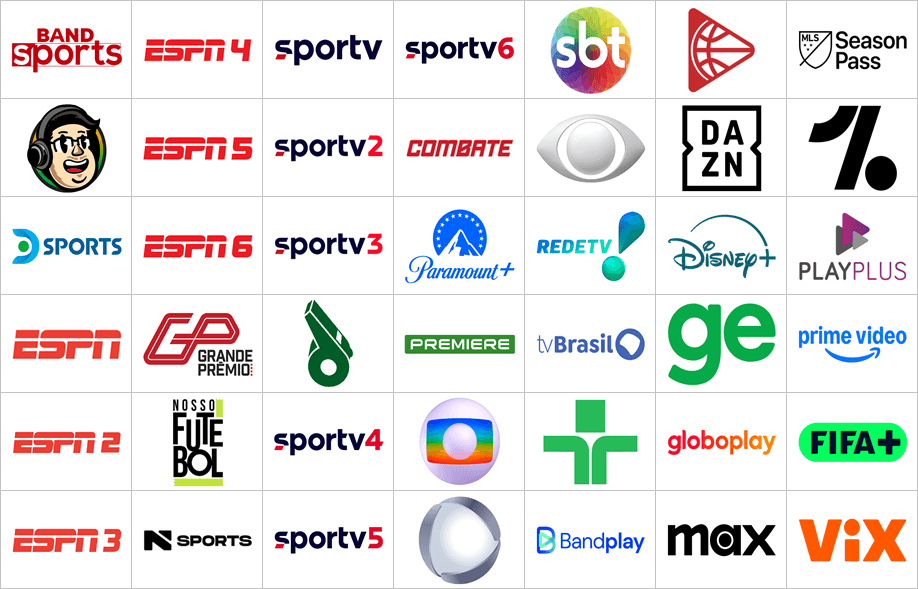 BAND
sports
ESPN 4
sportv
sportv6
sbt
MLS
Season
Pass
ESPN 5
sportv2
COMBATE
DA
ZN
1.
D SPORTS
ESPN 6
sportv3
Paramount+
REDETV!
Disney+
PLAYPLUS
ESPN
GP
GRANDE
PRÊMIO
PREMIERE
tvBrasil
ge
prime video
ESPN 2
NOSSO
FUTE
BOL
sportv4
globoplay
FIFA+
ESPN 3
N SPORTS
sportv5
Bandplay
max
ViX